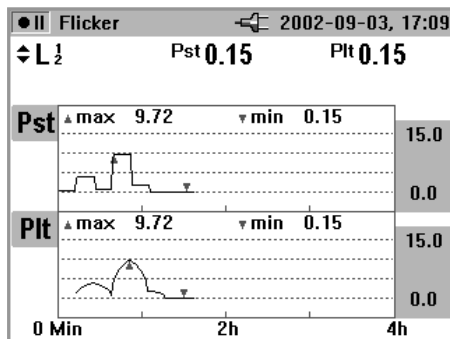 Flicker 2002-09-03, 17:09
L 1/2 Pst 0.15 Plt 0.15
Pst max 9.72 min 0.15 15.0
0.0
Plt max 9.72 min 0.15 15.0
0.0
0 Min 2h 4h